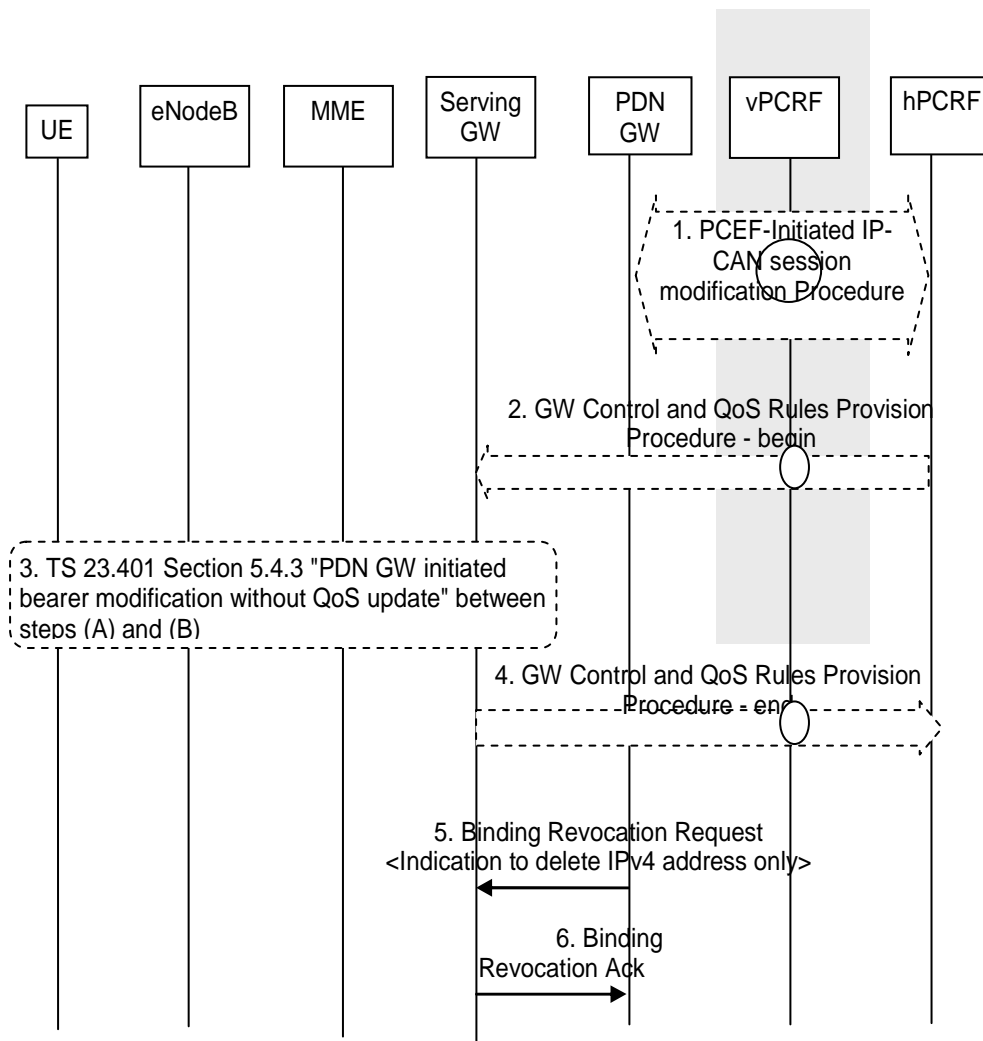 UE
eNodeB
MME
Serving
GW
PDN
GW
vPCRF
hPCRF
1. PCEF-Initiated IP-
CAN session
modification Procedure
2. GW Control and QoS Rules Provision
Procedure - begin
3. TS 23.401 Section 5.4.3 "PDN GW initiated
bearer modification without QoS update" between
steps (A) and (B)
4. GW Control and QoS Rules Provision
Procedure - end
5. Binding Revocation Request
<Indication to delete IPv4 address only>
6. Binding
Revocation Ack